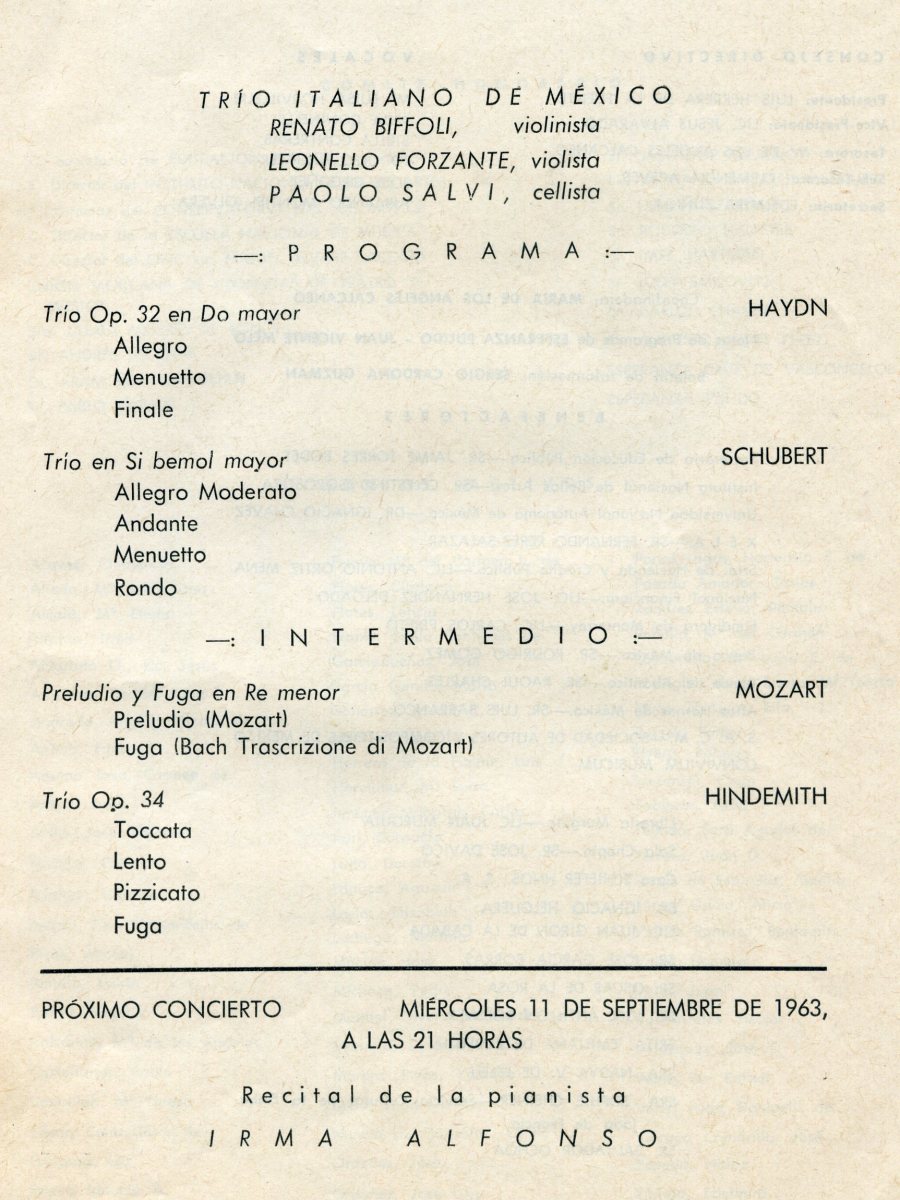 TRÍO ITALIANO DE MÉXICO
RENATO BIFFOLI, violinista
LEONELLO FORZANTE, violista
PAOLO SALVI, cellista
—: PROGRAMA :—
Trío Op. 32 en Do mayor HAYDN
Allegro
Menuetto
Finale
Trío en Si bemol mayor SCHUBERT
Allegro Moderato
Andante
Menuetto
Rondo
—: INTERMEDIO :—
Preludio y Fuga en Re menor MOZART
Preludio (Mozart)
Fuga (Bach Trascrizione di Mozart)
Trío Op. 34 HINDEMITH
Toccata
Lento
Pizzicato
Fuga
PRÓXIMO CONCIERTO MIÉRCOLES 11 DE SEPTIEMBRE DE 1963,
A LAS 21 HORAS
Recital de la pianista
IRMA ALFONSO